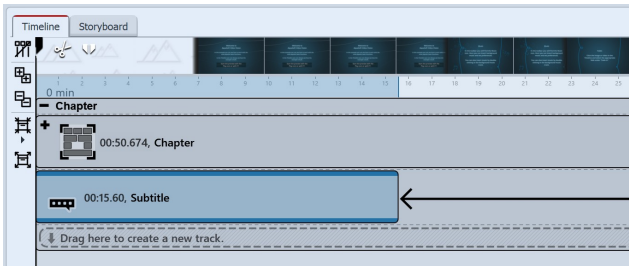 Timeline Storyboard
1 2 3 4 5 6 7 8 9 10 11 12 13 14 15 16 17 18 19 20 21 22 23 24 25
0 min
Chapter
00:50.674, Chapter
00:15.60, Subtitle
Drag here to create a new track.